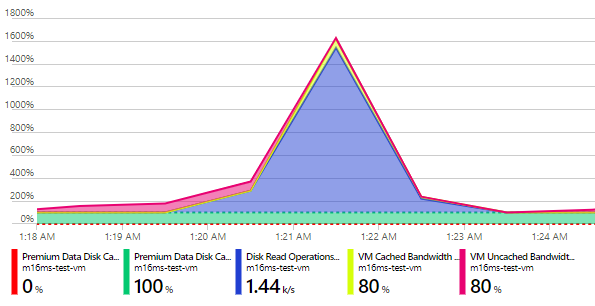 1800%
1600%
1400%
1200%
1000%
800%
600%
400%
200%
0%
1:18 AM 1:19 AM 1:20 AM 1:21 AM 1:22 AM 1:23 AM 1:24 AM
Premium Data Disk Ca... Premium Data Disk Ca... Disk Read Operations... VM Cached Bandwidth ... VM Uncached Bandwidt...
m16ms-test-vm m16ms-test-vm m16ms-test-vm m16ms-test-vm m16ms-test-vm
0 % 100 % 1.44 k/s 80 % 80 %